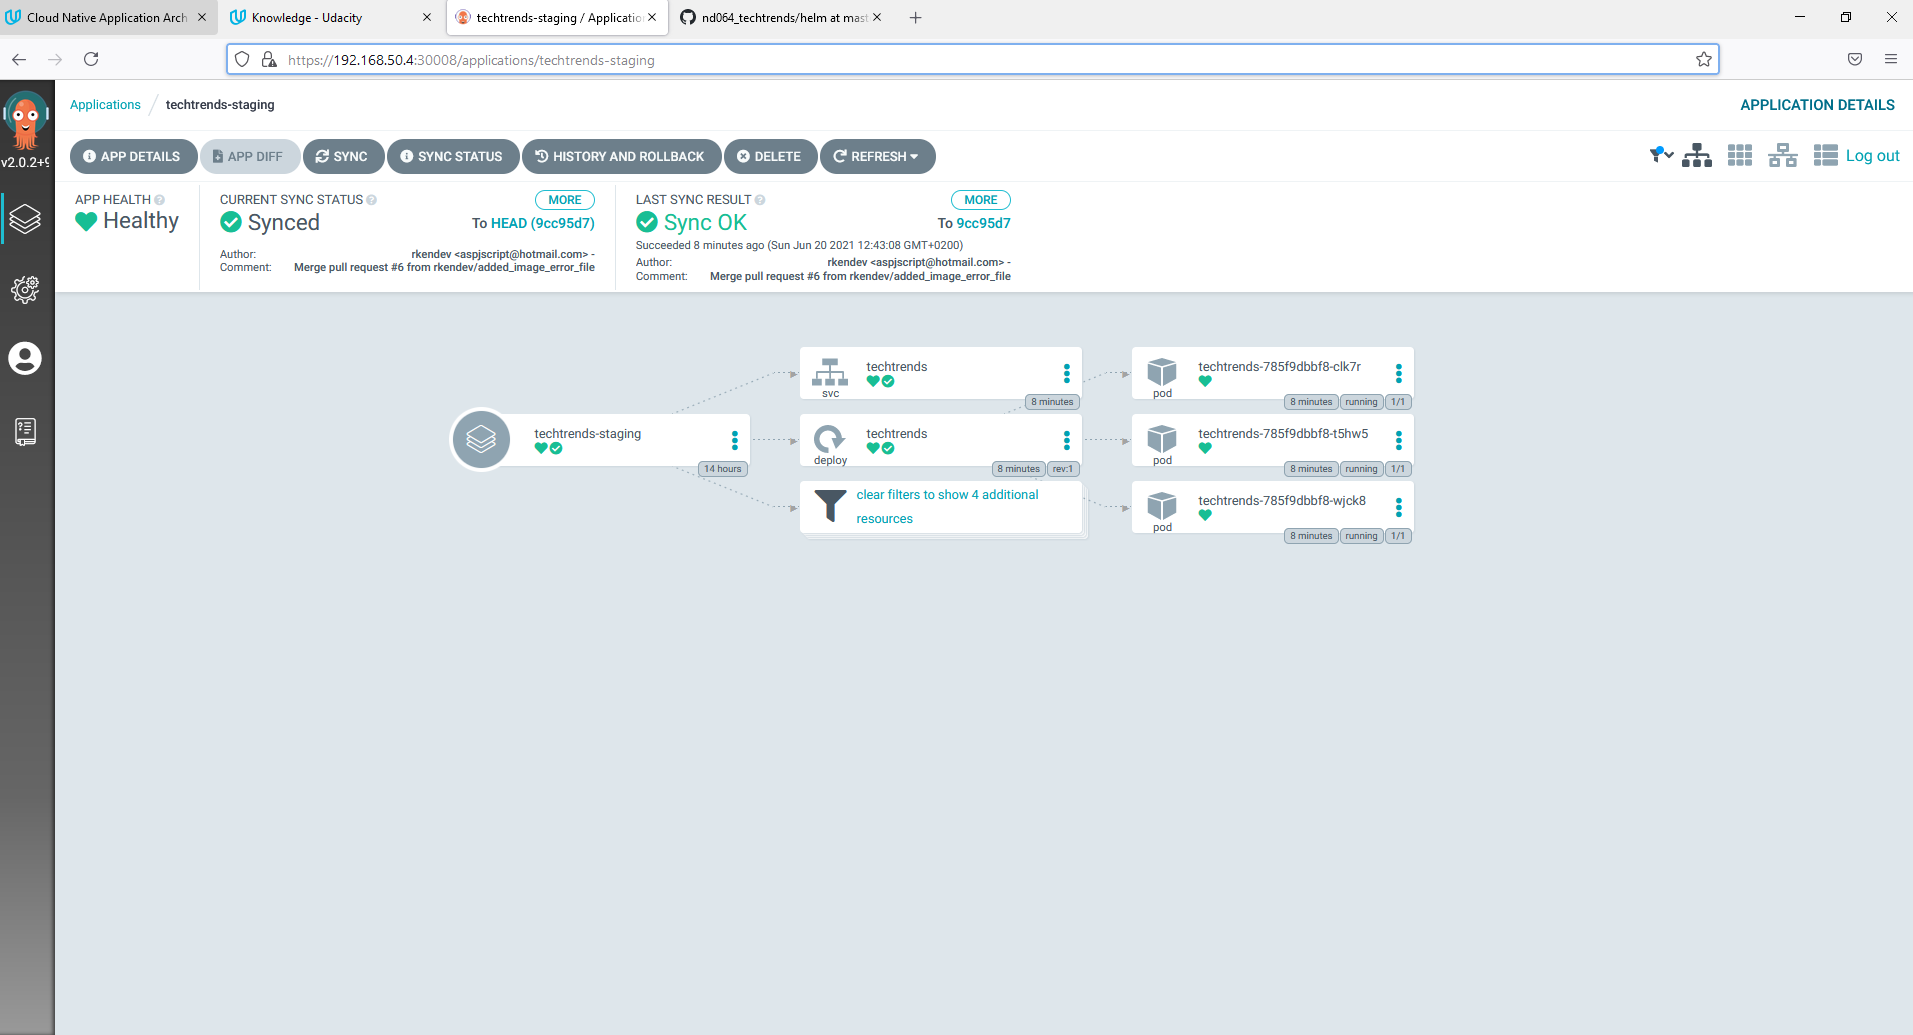 Cloud Native Application Arch
Knowledge - Udacity
techtrends-staging / Application
nd064_techtrends/helm at mast
https://192.168.50.4:30008/applications/techtrends-staging
Applications / techtrends-staging
APPLICATION DETAILS
v2.0.2+9
APP DETAILS
APP DIFF
SYNC
SYNC STATUS
HISTORY AND ROLLBACK
DELETE
REFRESH
Log out
APP HEALTH
Healthy
CURRENT SYNC STATUS
MORE
Synced
To HEAD (9cc95d7)
Author: rkendev <aspjscript@hotmail.com> -
Comment: Merge pull request #6 from rkendev/added_image_error_file
LAST SYNC RESULT
MORE
Sync OK
To 9cc95d7
Succeeded 8 minutes ago (Sun Jun 20 2021 12:43:08 GMT+0200)
Author: rkendev <aspjscript@hotmail.com> -
Comment: Merge pull request #6 from rkendev/added_image_error_file
techtrends-staging
14 hours
techtrends
svc
8 minutes
techtrends
deploy
8 minutes
rev:1
clear filters to show 4 additional
resources
techtrends-785f9dbbf8-clk7r
pod
8 minutes
running
1/1
techtrends-785f9dbbf8-t5hw5
pod
8 minutes
running
1/1
techtrends-785f9dbbf8-wjck8
pod
8 minutes
running
1/1